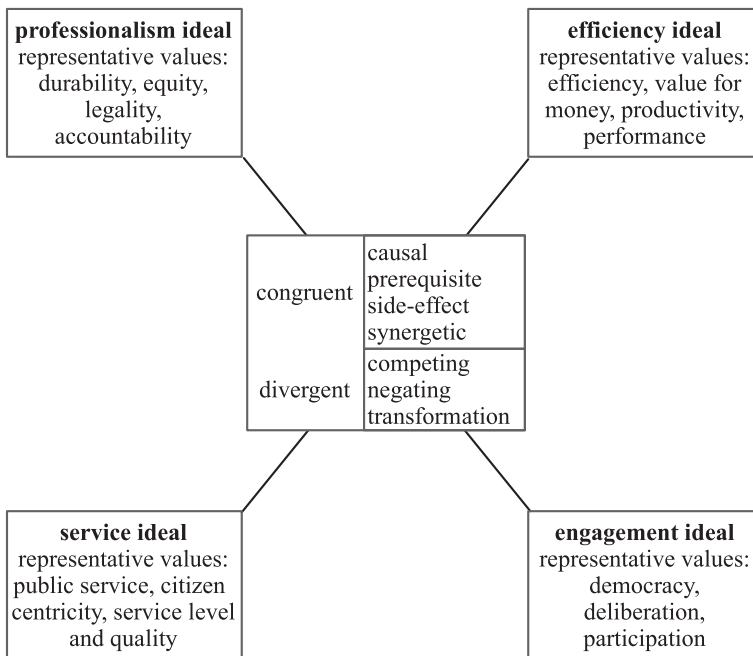 professionalism ideal
representative values:
durability, equity,
legality,
accountability
efficiency ideal
representative values:
efficiency, value for
money, productivity,
performance
congruent
causal
prerequisite
side-effect
synergetic
divergent
competing
negating
transformation
service ideal
representative values:
public service, citizen
centricity, service level
and quality
engagement ideal
representative values:
democracy,
deliberation,
participation